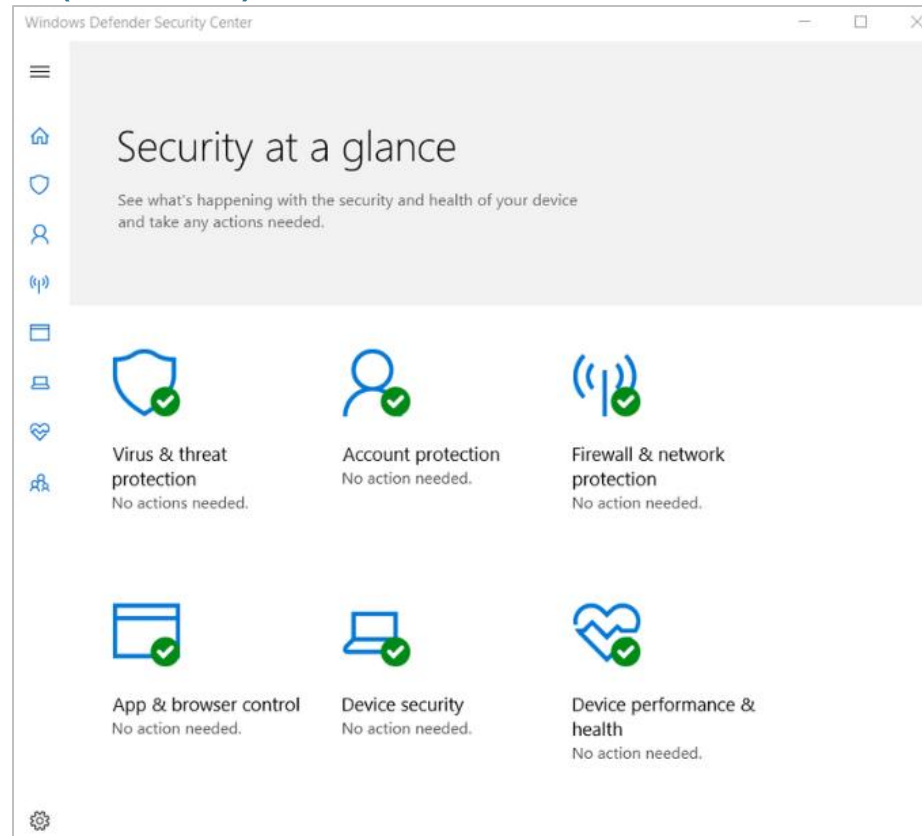 Windows Defender Security Center
Security at a glance
See what's happening with the security and health of your device
and take any actions needed.
Virus & threat
protection
No actions needed.
Account protection
No action needed.
Firewall & network
protection
No action needed.
App & browser control
No action needed.
Device security
No action needed.
Device performance &
health
No action needed.